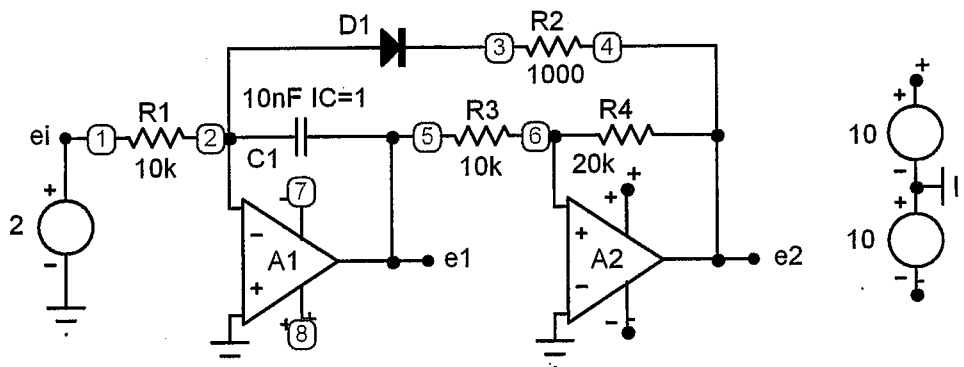 D1
3
R2
4
1000
10nF IC=1
R1
R3
R4
ei
1
2
5
6
10k
C1
10k
20k
10
+
+
-
+
+
2
-
-
7
-
A1
+
e1
+
+
+
A2
-
e2
10
+
-
-
8
+
+
-
-
-
-